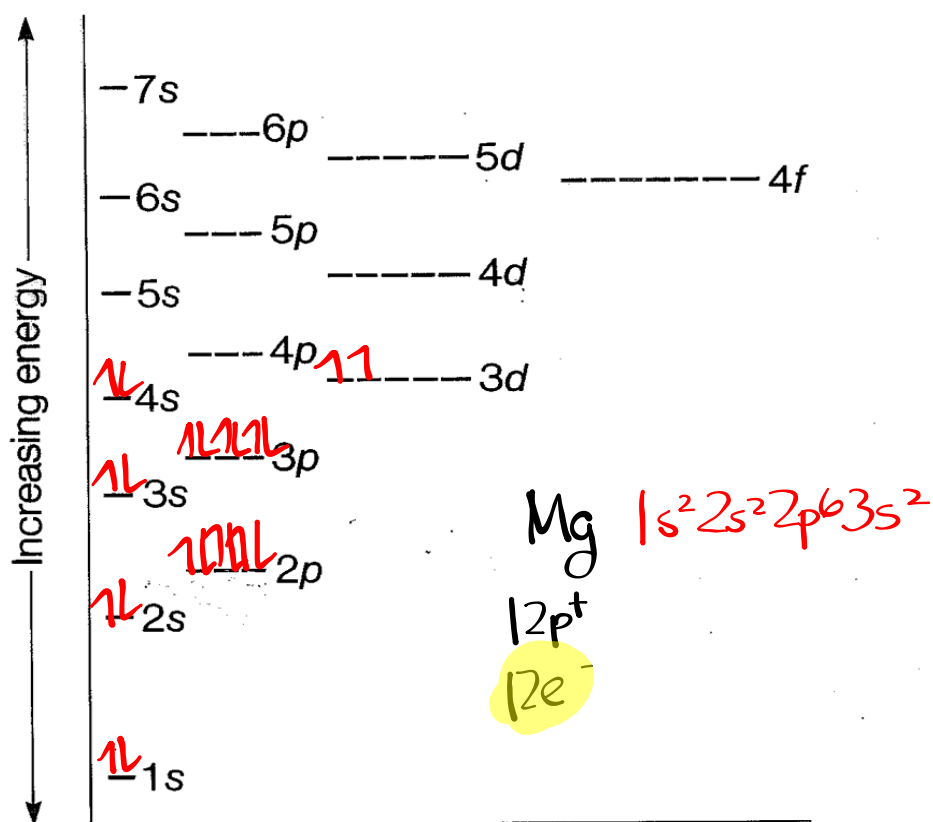 Increasing energy
7s
6p
5d
4f
6s
5p
4d
5s
4p
3d
4s
3p
3s
2p
2s
1s
Mg 1s²2s²2p⁶3s²
12p⁺
12e⁻